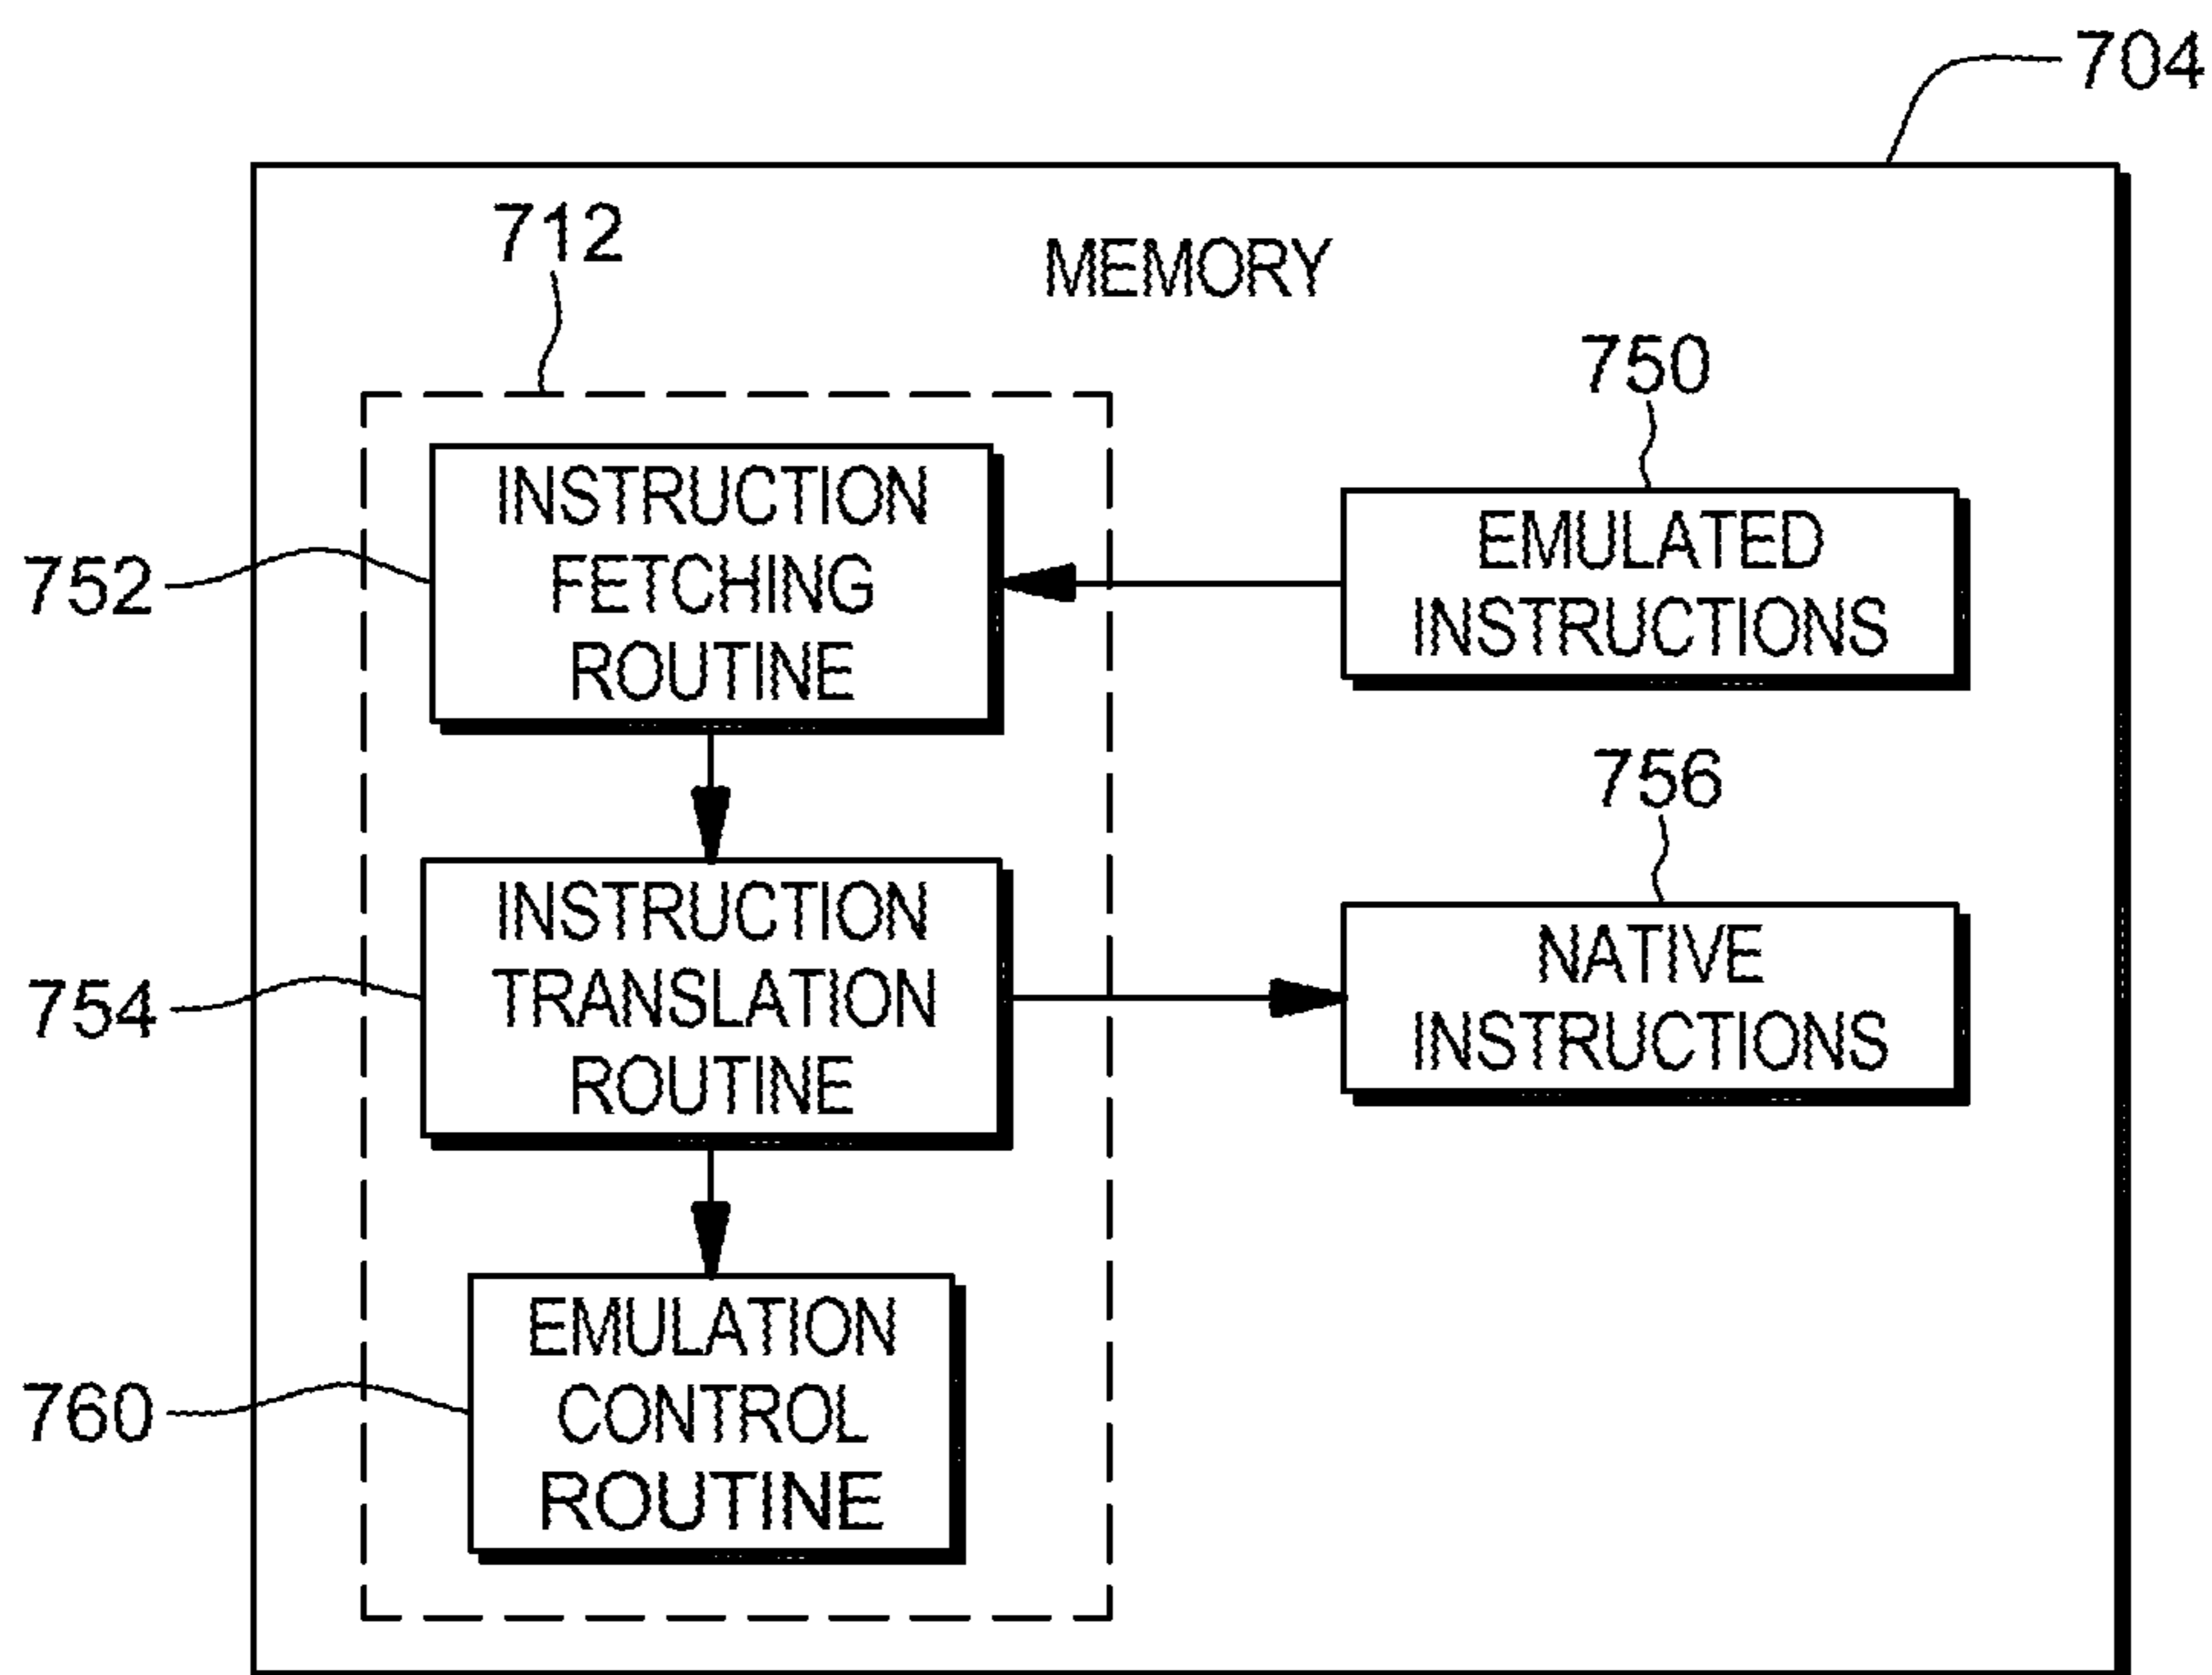 704
712
MEMORY
750
INSTRUCTION
FETCHING
ROUTINE
EMULATED
INSTRUCTIONS
752
756
INSTRUCTION
TRANSLATION
ROUTINE
NATIVE
INSTRUCTIONS
754
EMULATION
CONTROL
ROUTINE
760